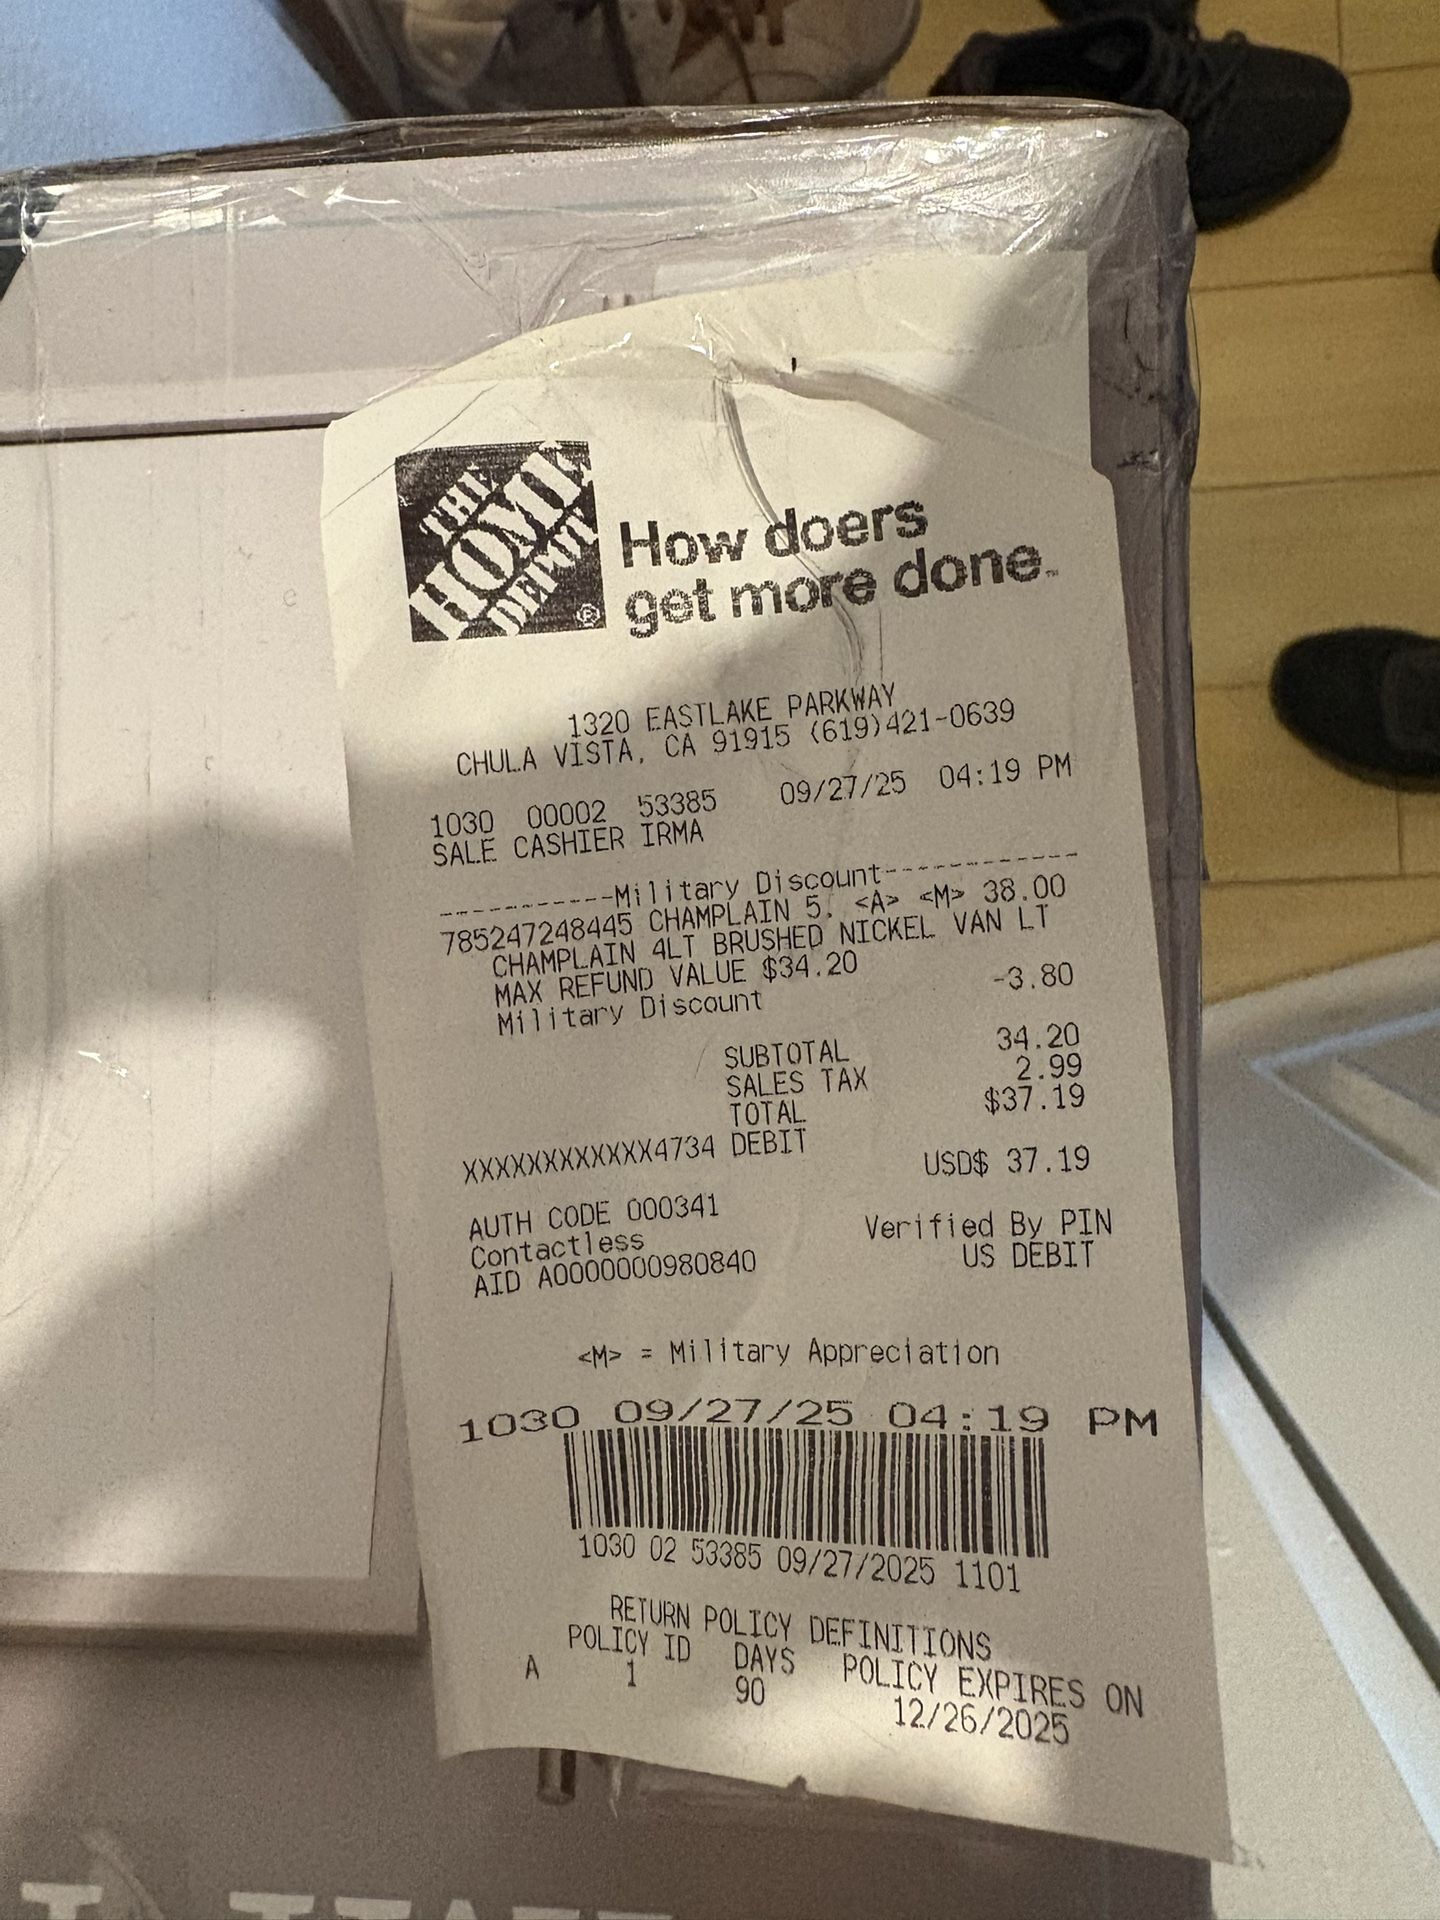 THE
HOME
DEPOT
®
How doers
get more done™
1320 EASTLAKE PARKWAY
CHULA VISTA, CA 91915 (619)421-0639
1030 00002 53385 09/27/25 04:19 PM
SALE CASHIER IRMA
-----------Military Discount-------------
785247248445 CHAMPLAIN 5. <A> <M> 38.00
CHAMPLAIN 4LT BRUSHED NICKEL VAN LT
MAX REFUND VALUE $34.20
Military Discount -3.80
SUBTOTAL 34.20
SALES TAX 2.99
TOTAL $37.19
XXXXXXXXXXXX4734 DEBIT
USD$ 37.19
AUTH CODE 000341
Contactless Verified By PIN
AID A0000000980840 US DEBIT
<M> = Military Appreciation
1030 09/27/25 04:19 PM
1030 02 53385 09/27/2025 1101
RETURN POLICY DEFINITIONS
POLICY ID DAYS POLICY EXPIRES ON
A 1 90 12/26/2025